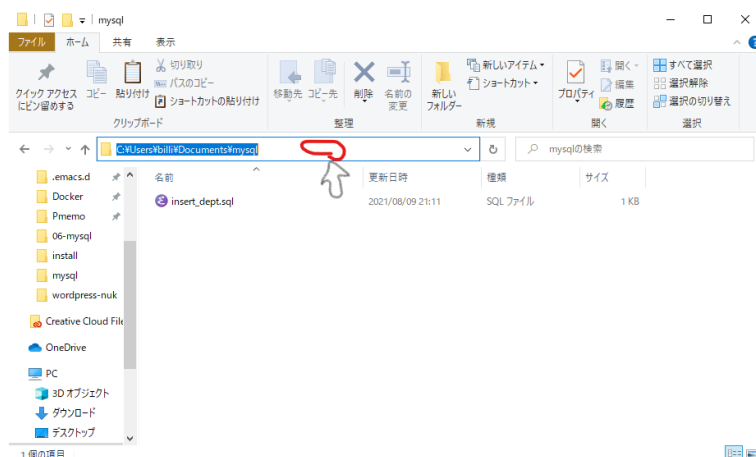 mysql
ファイル ホーム 共有 表示
クイック アクセス
にピン留めする
コピー
貼り付け
切り取り
パスのコピー
ショートカットの貼り付け
クリップボード
移動先
コピー先
削除
名前の
変更
整理
新しい
フォルダー
新しいアイテム
ショートカット
新規
プロパティ
開く
編集
履歴
開く
すべて選択
選択解除
選択の切り替え
選択
C:¥Users¥billi¥Documents¥mysql
mysqlの検索
名前 更新日時 種類 サイズ
insert_dept.sql 2021/08/09 21:11 SQL ファイル 1 KB
.emacs.d
Docker
Pmemo
06-mysql
install
mysql
wordpress-nuk
Creative Cloud File
OneDrive
PC
3D オブジェクト
ダウンロード
デスクトップ
1 個の項目